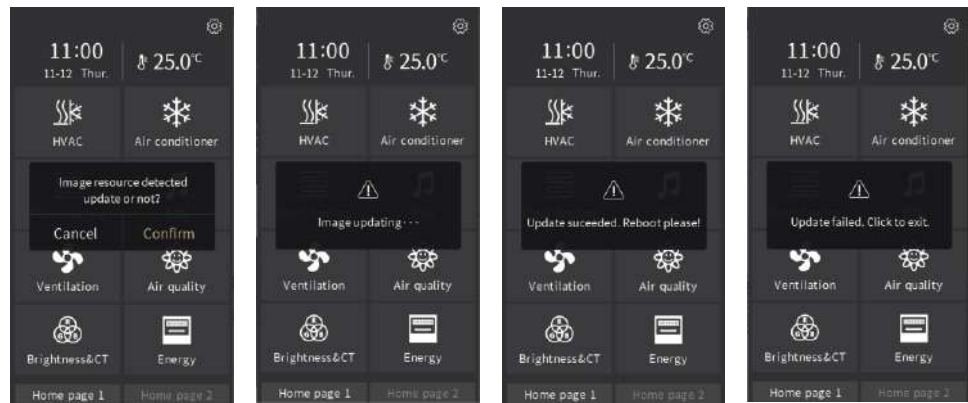 11:00
11-12 Thur.
25.0°C
HVAC
Air conditioner
Image resource detected
update or not?
Cancel
Confirm
Ventilation
Air quality
R
G
B
Brightness&CT
Energy
Home page 1
Home page 2
11:00
11-12 Thur.
25.0°C
HVAC
Air conditioner
Image updating···
Ventilation
Air quality
R
G
B
Brightness&CT
Energy
Home page 1
Home page 2
11:00
11-12 Thur.
25.0°C
HVAC
Air conditioner
Update suceeded. Reboot please!
Ventilation
Air quality
R
G
B
Brightness&CT
Energy
Home page 1
Home page 2
11:00
11-12 Thur.
25.0°C
HVAC
Air conditioner
Update failed. Click to exit.
Ventilation
Air quality
R
G
B
Brightness&CT
Energy
Home page 1
Home page 2